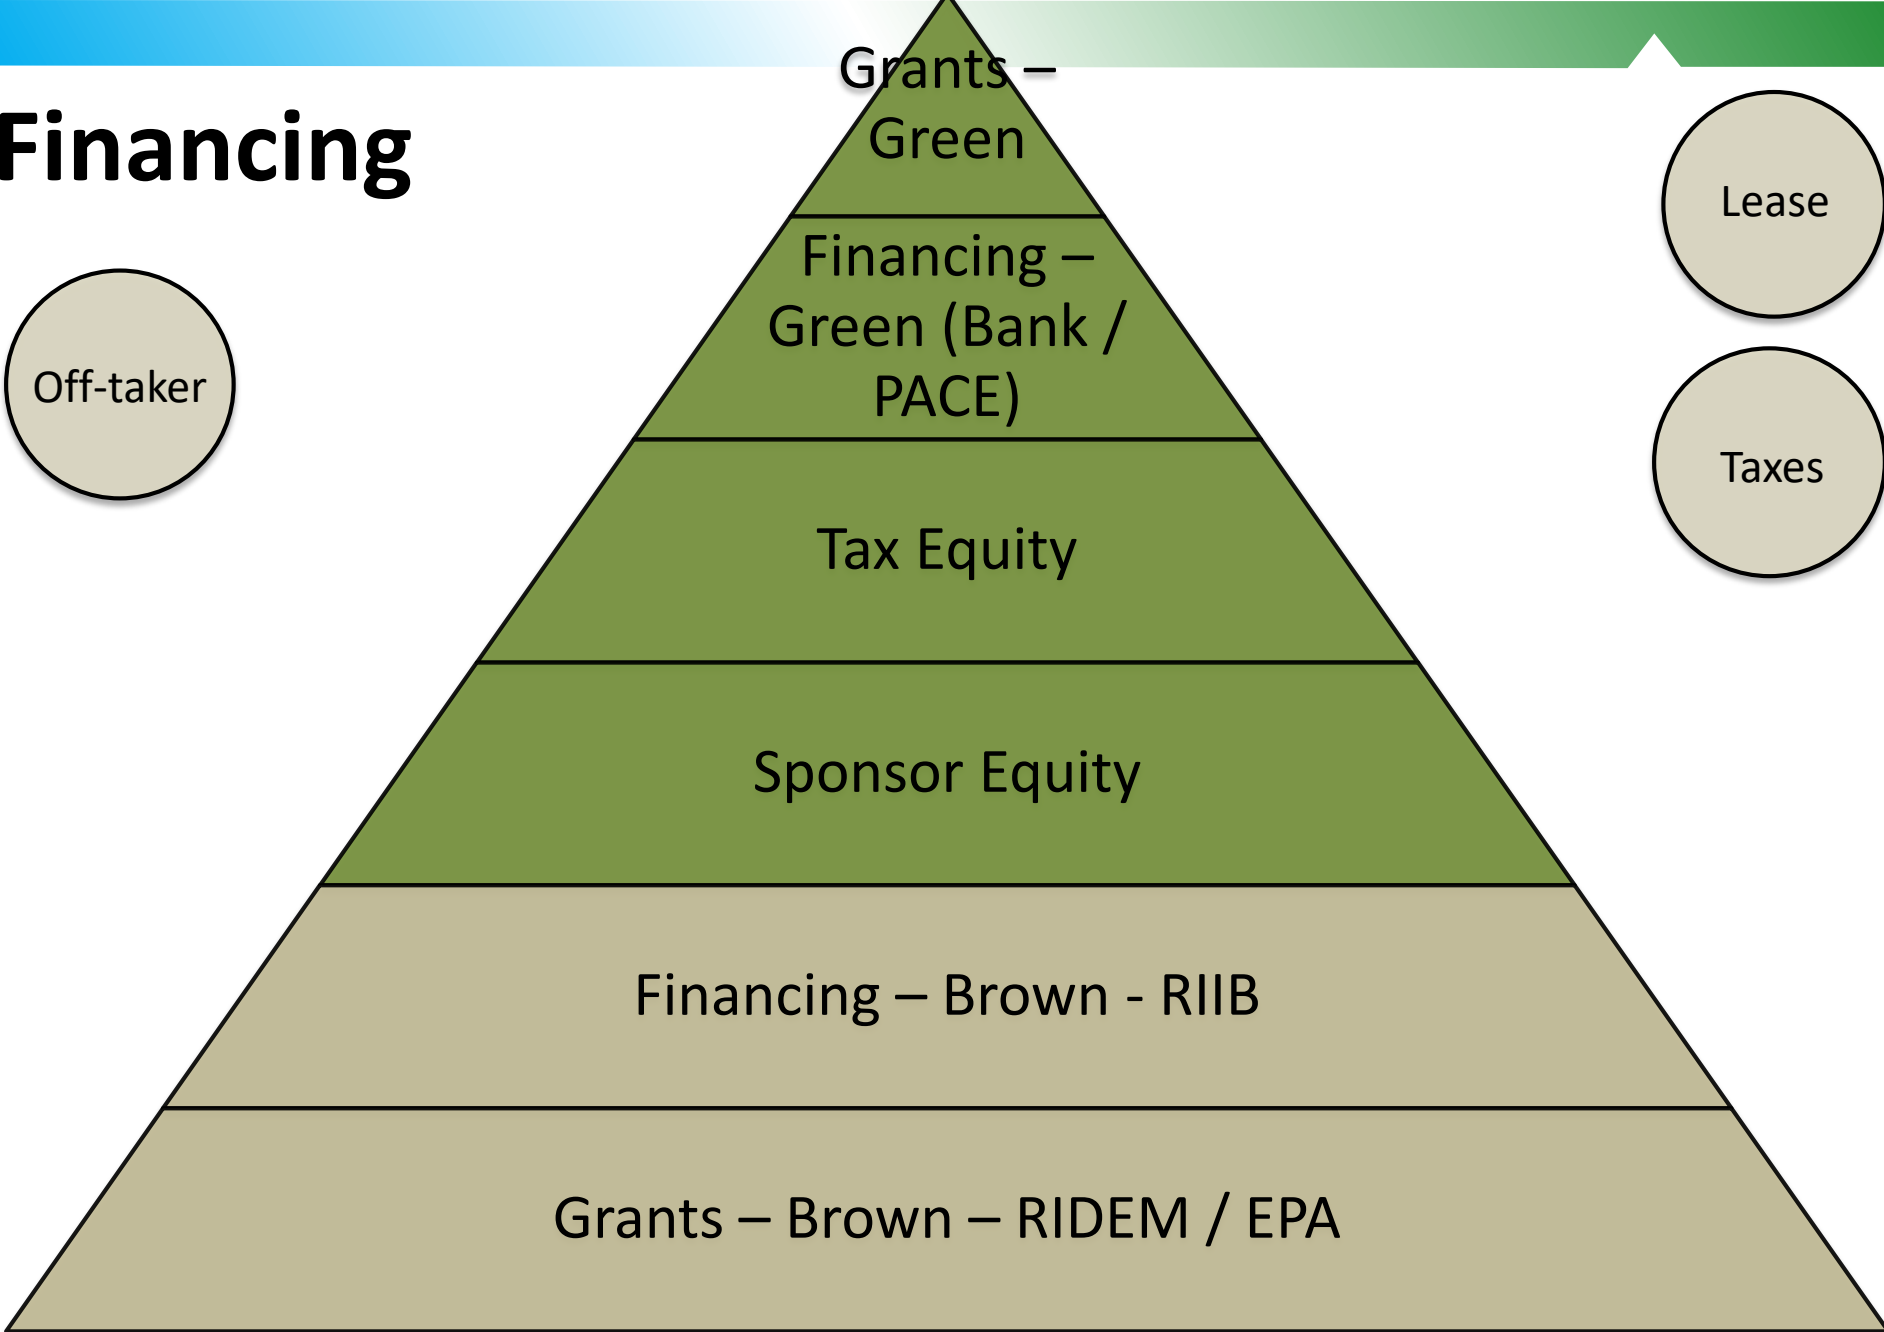 Financing
Grants –
Green
Financing –
Green (Bank /
PACE)
Tax Equity
Sponsor Equity
Financing – Brown - RIIB
Grants – Brown – RIDEM / EPA
Off-taker
Lease
Taxes